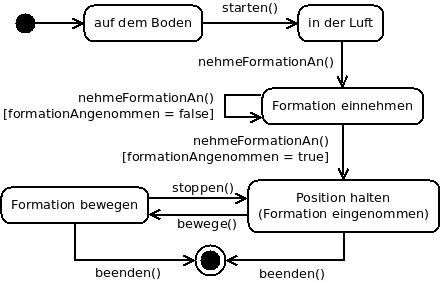 starten()
auf dem Boden
in der Luft
nehmeFormationAn()
nehmeFormationAn()
[formationAngenommen = false]
Formation einnehmen
nehmeFormationAn()
[formationAngenommen = true]
stoppen()
Formation bewegen
Position halten
(Formation eingenommen)
bewege()
beenden()
beenden()